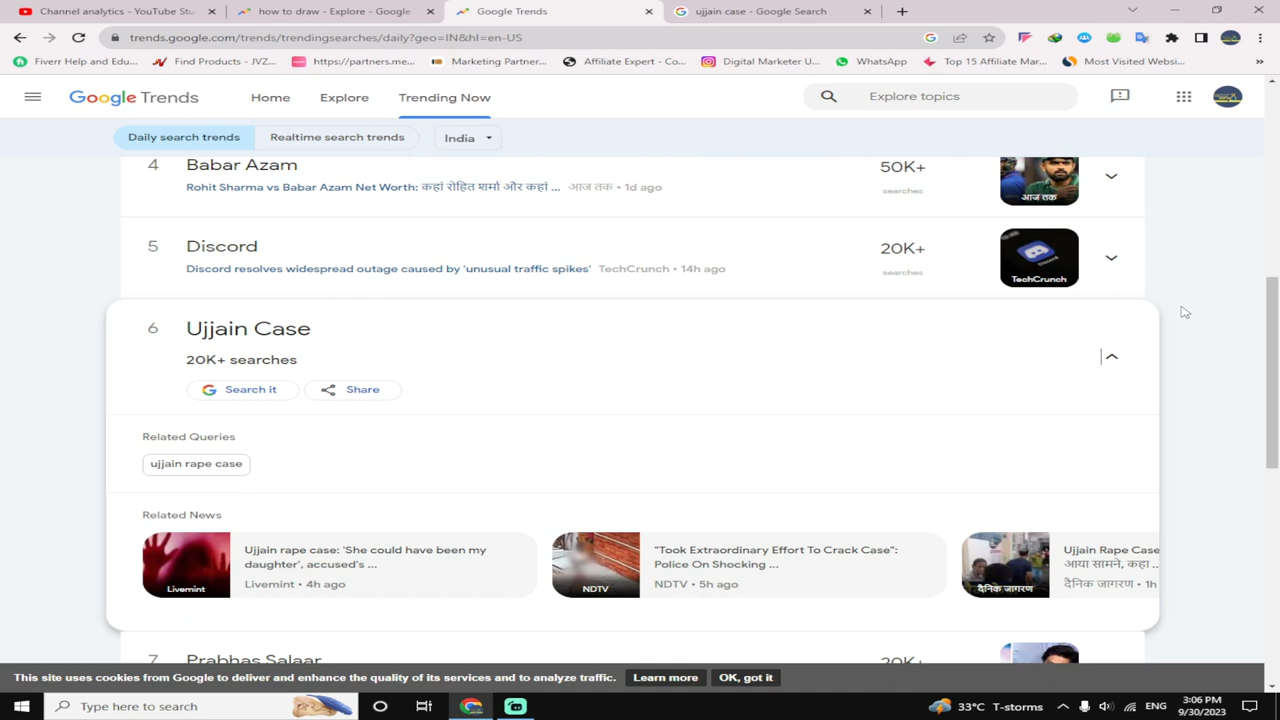 Channel analytics - YouTube Stu
how to draw - Explore - Google
Google Trends
ujjain case - Google Search
trends.google.com/trends/trendingsearches/daily?geo=IN&hl=en-US
Fiverr Help and Edu...
Find Products - JVZ...
https://partners.me...
Marketing Partner...
Affiliate Expert - Co...
Digital Marketer U...
WhatsApp
Top 15 Affiliate Mar...
Most Visited Websi...
Google Trends
Home
Explore
Trending Now
Explore topics
Daily search trends
Realtime search trends
India
4
Babar Azam
Rohit Sharma vs Babar Azam Net Worth: कहां रोहित शर्मा और कहां ... आज तक • 1d ago
50K+
searches
आज तक
5
Discord
Discord resolves widespread outage caused by 'unusual traffic spikes' TechCrunch • 14h ago
20K+
searches
TechCrunch
6
Ujjain Case
20K+ searches
Search it
Share
Related Queries
ujjain rape case
Related News
Ujjain rape case: 'She could have been my
daughter', accused's ...
Livemint • 4h ago
Livemint
"Took Extraordinary Effort To Crack Case":
Police On Shocking ...
NDTV • 5h ago
NDTV
Ujjain Rape Case
आया सामने, कहा ..
दैनिक जागरण • 1h
दैनिक जागरण
7
Prabhas Salaar
20K+
This site uses cookies from Google to deliver and enhance the quality of its services and to analyze traffic.
Learn more
OK, got it
Type here to search
33°C T-storms
3:06 PM
9/30/2023